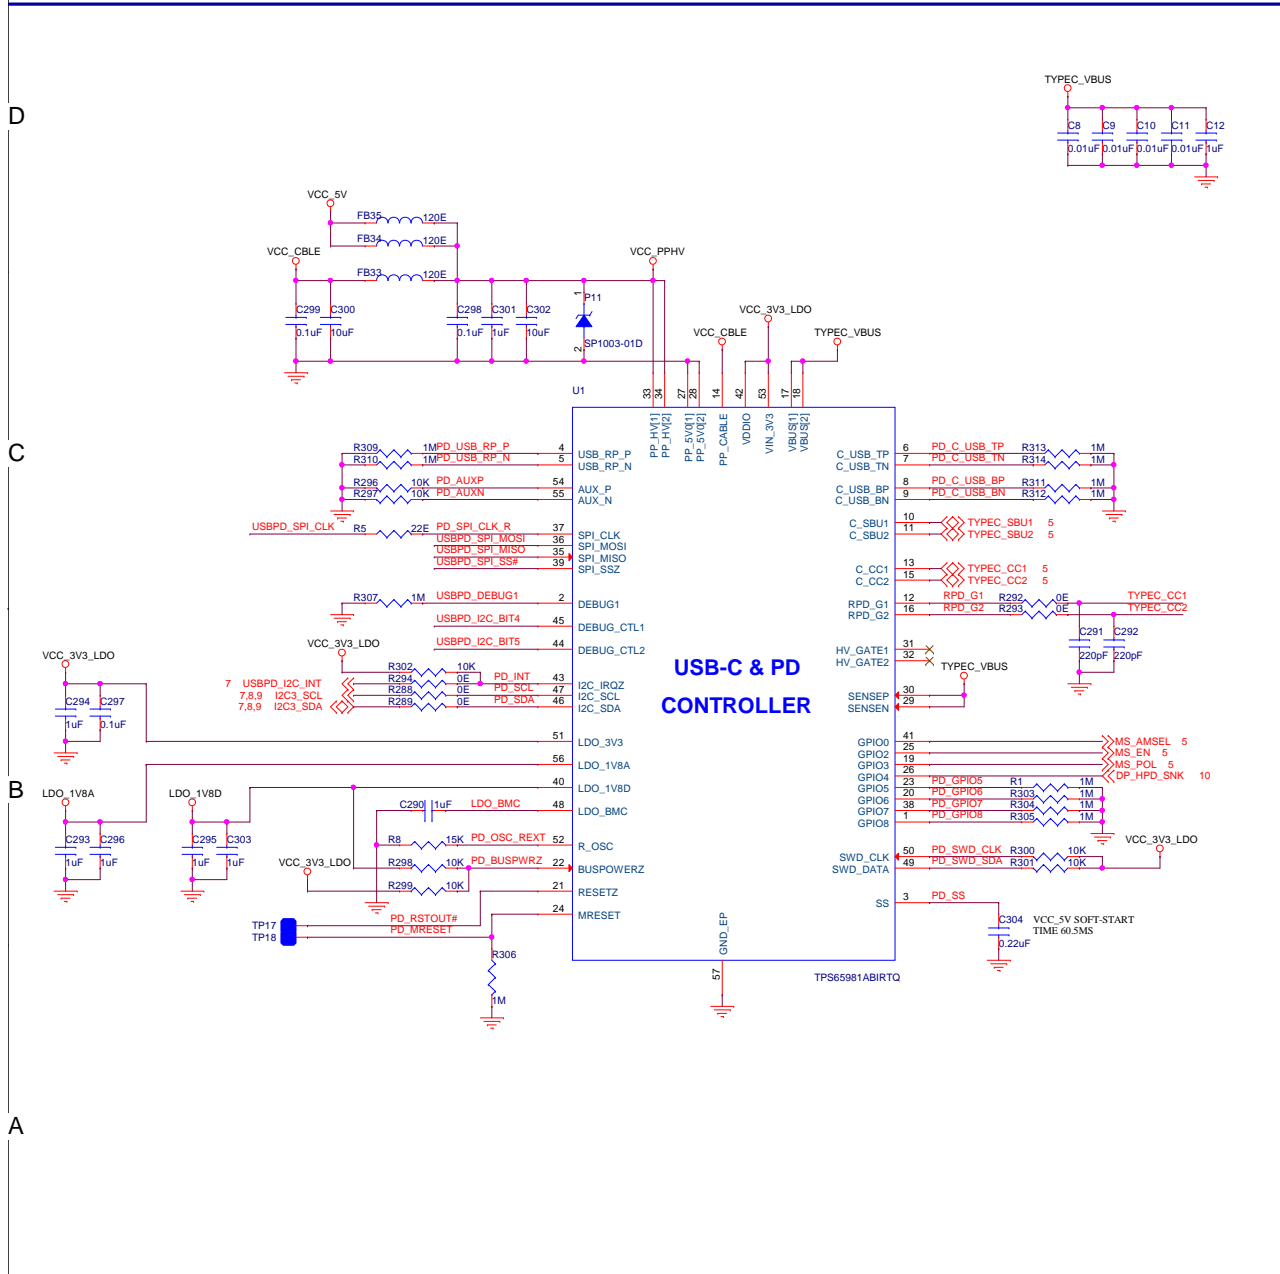 D
TYPEC_VBUS
C8 C9 C10 C11 C12
0.01uF 0.01uF 0.01uF 0.01uF 1uF
VCC_5V
FB35 120E
FB34 120E
VCC_CBLE
VCC_PPHV
FB33 120E
C299 C300 C298 C301 C302
0.1uF 10uF 0.1uF 1uF 10uF
1 P11
2 SP1003-01D
VCC_3V3_LDO
VCC_CBLE
TYPEC_VBUS
U1
33 34 27 28 14 42 53 17 18
PP_HV[1] PP_HV[2] PP_5V0[1] PP_5V0[2] PP_CABLE VDDIO VIN_3V3 VBUS[1] VBUS[2]
C
R309 1M PD_USB_RP_P 4 USB_RP_P
R310 1M PD_USB_RP_N 5 USB_RP_N
R296 10K PD_AUXP 54 AUX_P
R297 10K PD_AUXN 55 AUX_N
USBPD_SPI_CLK R5 22E PD_SPI_CLK_R 37 SPI_CLK
USBPD_SPI_MOSI 36 SPI_MOSI
USBPD_SPI_MISO 35 SPI_MISO
USBPD_SPI_SS# 39 SPI_SSZ
R307 1M USBPD_DEBUG1 2 DEBUG1
USBPD_I2C_BIT4 45 DEBUG_CTL1
USBPD_I2C_BIT5 44 DEBUG_CTL2
VCC_3V3_LDO
R302 10K
7 USBPD_I2C_INT R294 0E PD_INT 43 I2C_IRQZ
7,8,9 I2C3_SCL R288 0E PD_SCL 47 I2C_SCL
7,8,9 I2C3_SDA R289 0E PD_SDA 46 I2C_SDA
VCC_3V3_LDO
C294 C297
1uF 0.1uF
51 LDO_3V3
56 LDO_1V8A
40 LDO_1V8D
C290 1uF LDO_BMC 48 LDO_BMC
R8 15K PD_OSC_REXT 52 R_OSC
VCC_3V3_LDO
R298 10K PD_BUSPWRZ 22 BUSPOWERZ
R299 10K 21 RESETZ
24 MRESET
B
LDO_1V8A
C293 C296
1uF 1uF
LDO_1V8D
C295 C303
1uF 1uF
TP17 PD_RSTOUT#
TP18 PD_MRESET
R306
1M
USB-C & PD
CONTROLLER
C_USB_TP 6 PD_C_USB_TP R313 1M
C_USB_TN 7 PD_C_USB_TN R314 1M
C_USB_BP 8 PD_C_USB_BP R311 1M
C_USB_BN 9 PD_C_USB_BN R312 1M
C_SBU1 10 TYPEC_SBU1 5
C_SBU2 11 TYPEC_SBU2 5
C_CC1 13 TYPEC_CC1 5
C_CC2 15 TYPEC_CC2 5
RPD_G1 12 RPD_G1 R292 0E TYPEC_CC1
RPD_G2 16 RPD_G2 R293 0E TYPEC_CC2
C291 C292
220pF 220pF
HV_GATE1 31
HV_GATE2 32
TYPEC_VBUS
SENSEP 30
SENSEN 29
GPIO0 41 MS_AMSEL 5
GPIO2 25 MS_EN 5
GPIO3 19 MS_POL 5
GPIO4 26 DP_HPD_SNK 10
GPIO5 23 PD_GPIO5 R1 1M
GPIO6 20 PD_GPIO6 R303 1M
GPIO7 38 PD_GPIO7 R304 1M
GPIO8 1 PD_GPIO8 R305 1M
VCC_3V3_LDO
SWD_CLK 50 PD_SWD_CLK R300 10K
SWD_DATA 49 PD_SWD_SDA R301 10K
SS 3 PD_SS
C304
0.22uF
VCC_5V SOFT-START
TIME 60.5MS
GND_EP
57
TPS65981ABIRTQ
A